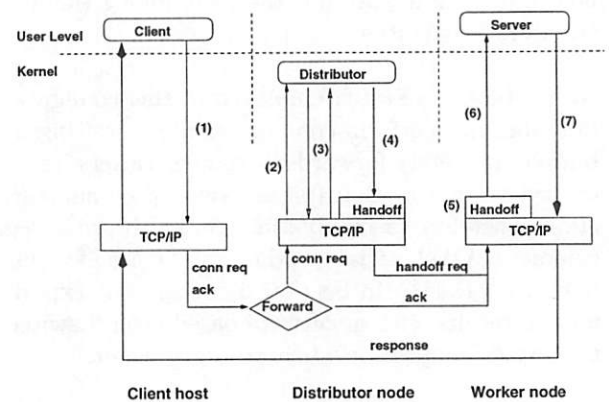 User Level
Client
Server
Kernel
Distributor
(1)
(2)
(3)
(4)
(5)
(6)
(7)
Handoff
Handoff
TCP/IP
TCP/IP
TCP/IP
conn req
conn req
handoff req
ack
ack
Forward
response
Client host
Distributor node
Worker node